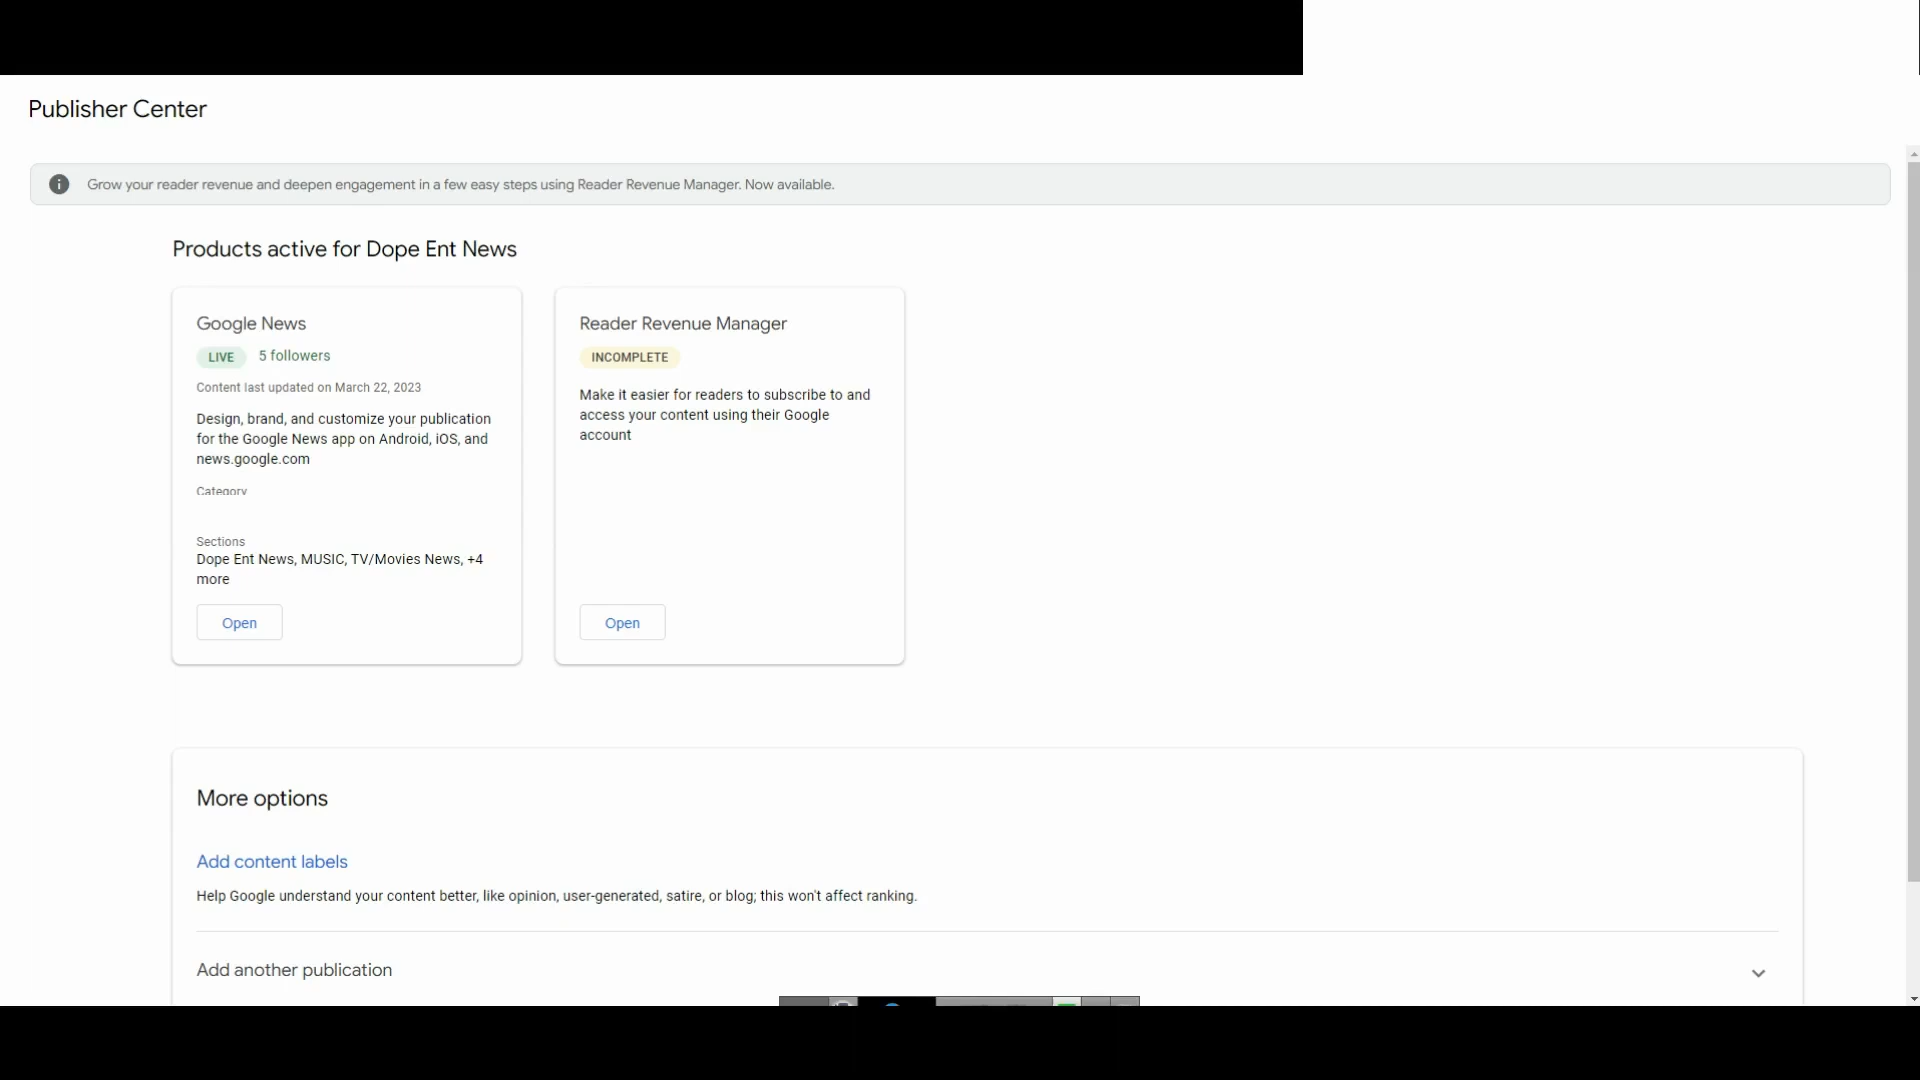 Publisher Center
Grow your reader revenue and deepen engagement in a few easy steps using Reader Revenue Manager. Now available.
Products active for Dope Ent News
Google News
LIVE 5 followers
Content last updated on March 22, 2023
Design, brand, and customize your publication
for the Google News app on Android, iOS, and
news.google.com
Category
Sections
Dope Ent News, MUSIC, TV/Movies News, +4
more
Open
Reader Revenue Manager
INCOMPLETE
Make it easier for readers to subscribe to and
access your content using their Google
account
Open
More options
Add content labels
Help Google understand your content better, like opinion, user-generated, satire, or blog; this won't affect ranking.
Add another publication